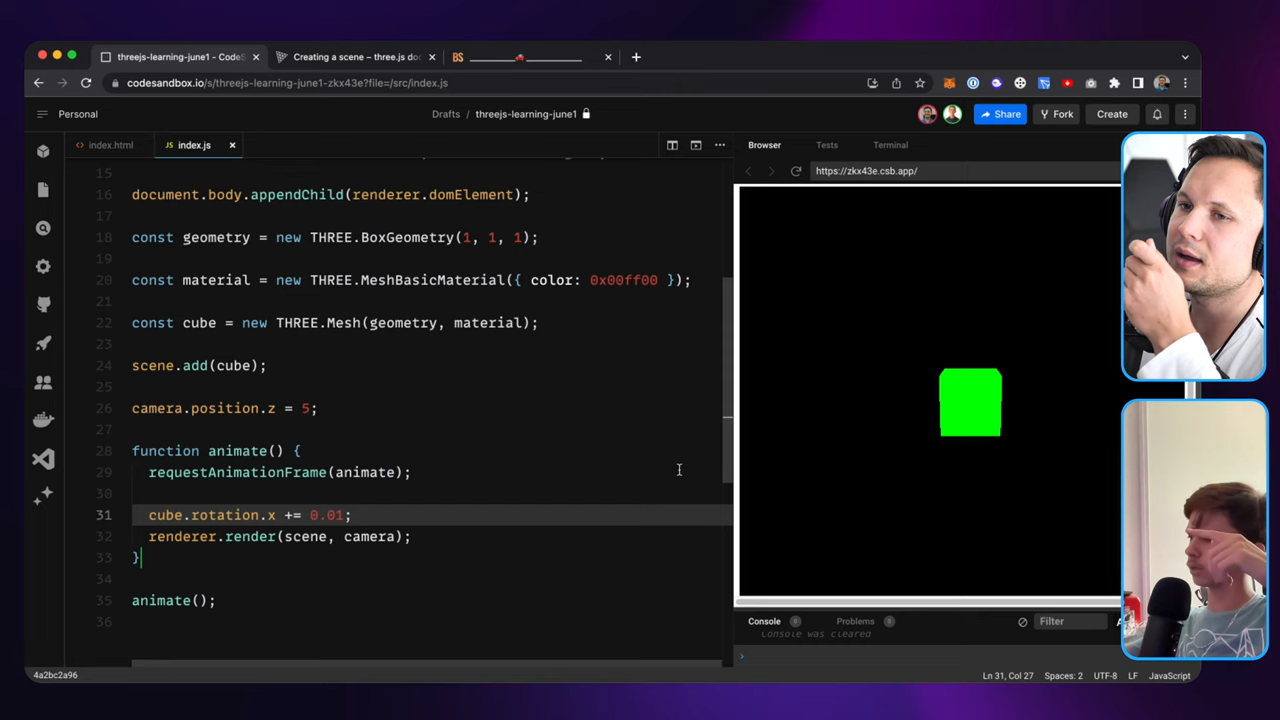 threejs-learning-june1 - CodeS
Creating a scene – three.js doc
BS
codesandbox.io/s/threejs-learning-june1-zkx43e?file=/src/index.js
Personal
Drafts / threejs-learning-june1
Share
Fork
Create
index.html
JS index.js
Browser
Tests
Terminal
https://zkx43e.csb.app/
15
16 document.body.appendChild(renderer.domElement);
17
18 const geometry = new THREE.BoxGeometry(1, 1, 1);
19
20 const material = new THREE.MeshBasicMaterial({ color: 0x00ff00 });
21
22 const cube = new THREE.Mesh(geometry, material);
23
24 scene.add(cube);
25
26 camera.position.z = 5;
27
28 function animate() {
29 requestAnimationFrame(animate);
30
31 cube.rotation.x += 0.01;
32 renderer.render(scene, camera);
33 }
34
35 animate();
36
Console 0
Problems 0
Filter
Console was cleared
4a2bc2a96
Ln 31, Col 27
Spaces: 2
UTF-8
LF
JavaScript